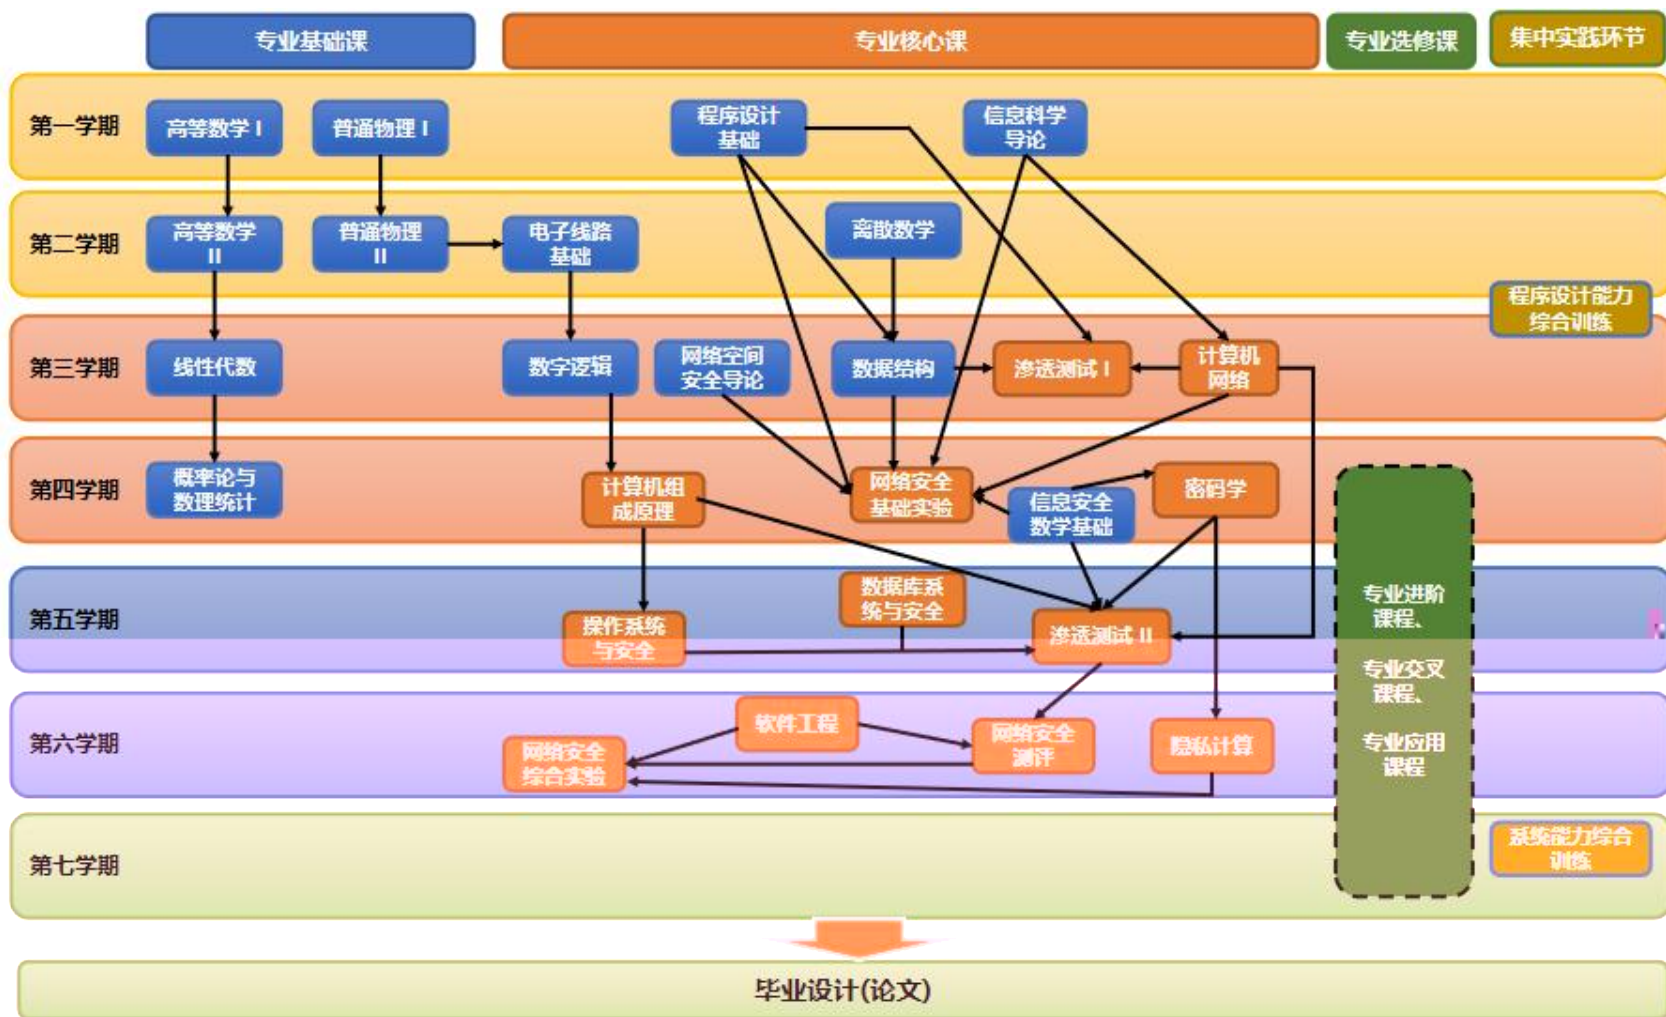 专业基础课
专业核心课
专业选修课
集中实践环节
第一学期
高等数学 I
普通物理 I
程序设计
基础
信息科学
导论
第二学期
高等数学
II
普通物理
II
电子线路
基础
离散数学
程序设计能力
综合训练
第三学期
线性代数
数字逻辑
网络空间
安全导论
数据结构
渗透测试 I
计算机
网络
第四学期
概率论与
数理统计
计算机组
成原理
网络安全
基础实验
信息安全
数学基础
密码学
第五学期
操作系统
与安全
数据库系
统与安全
渗透测试 II
专业进阶
课程、
专业交叉
课程、
专业应用
课程
第六学期
网络安全
综合实验
软件工程
网络安全
测评
隐私计算
第七学期
系统能力综合
训练
毕业设计(论文)